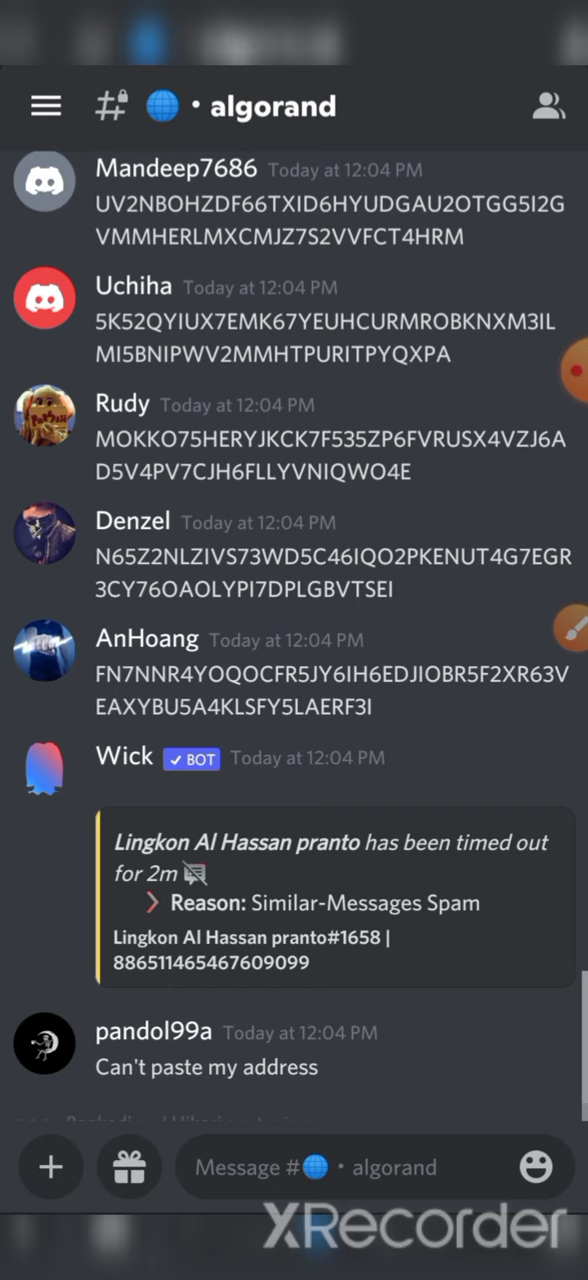 • algorand
Mandeep7686 Today at 12:04 PM
UV2NBOHZDF66TXID6HYUDGAU2OTGG5I2G
VMMHERLMXCMJZ7S2VVFCT4HRM
Uchiha Today at 12:04 PM
5K52QYIUX7EMK67YEUHCURMROBKNXM3IL
MI5BNIPWV2MMHTPURITPYQXPA
Rudy Today at 12:04 PM
MOKKO75HERYJKCK7F535ZP6FVRUSX4VZJ6A
D5V4PV7CJH6FLLYVNIQWO4E
Denzel Today at 12:04 PM
N65Z2NLZIVS73WD5C46IQO2PKENUT4G7EGR
3CY76OAOLYPI7DPLGBVTSEI
AnHoang Today at 12:04 PM
FN7NNR4YOQOCFR5JY6IH6EDJIOBR5F2XR63V
EAXYBU5A4KLSFY5LAERF3I
Wick ✓ BOT Today at 12:04 PM
Lingkon Al Hassan pranto has been timed out
for 2m
Reason: Similar-Messages Spam
Lingkon Al Hassan pranto#1658 |
886511465467609099
pandol99a Today at 12:04 PM
Can't paste my address
Message #🌐 • algorand
XRecorder